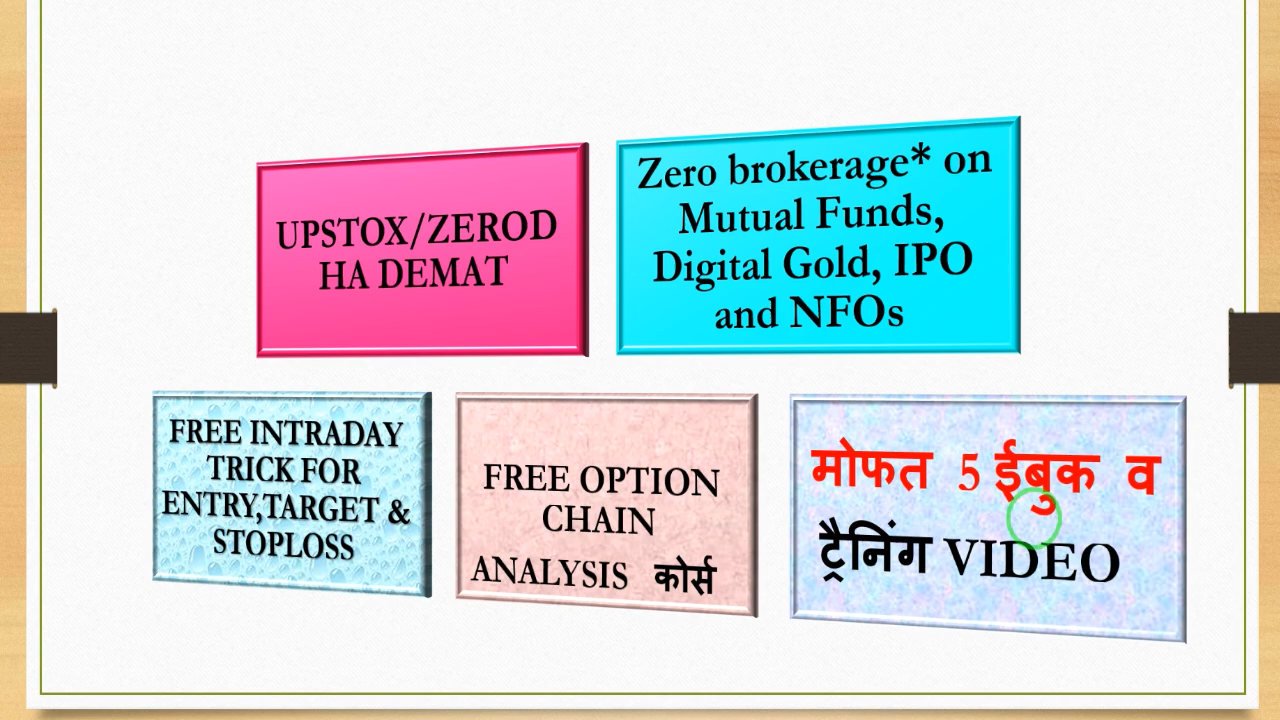 UPSTOX/ZEROD
HA DEMAT
Zero brokerage* on
Mutual Funds,
Digital Gold, IPO
and NFOs
FREE INTRADAY
TRICK FOR
ENTRY,TARGET &
STOPLOSS
FREE OPTION
CHAIN
ANALYSIS कोर्स
मोफत 5 ईबुक व
ट्रैनिंग VIDEO